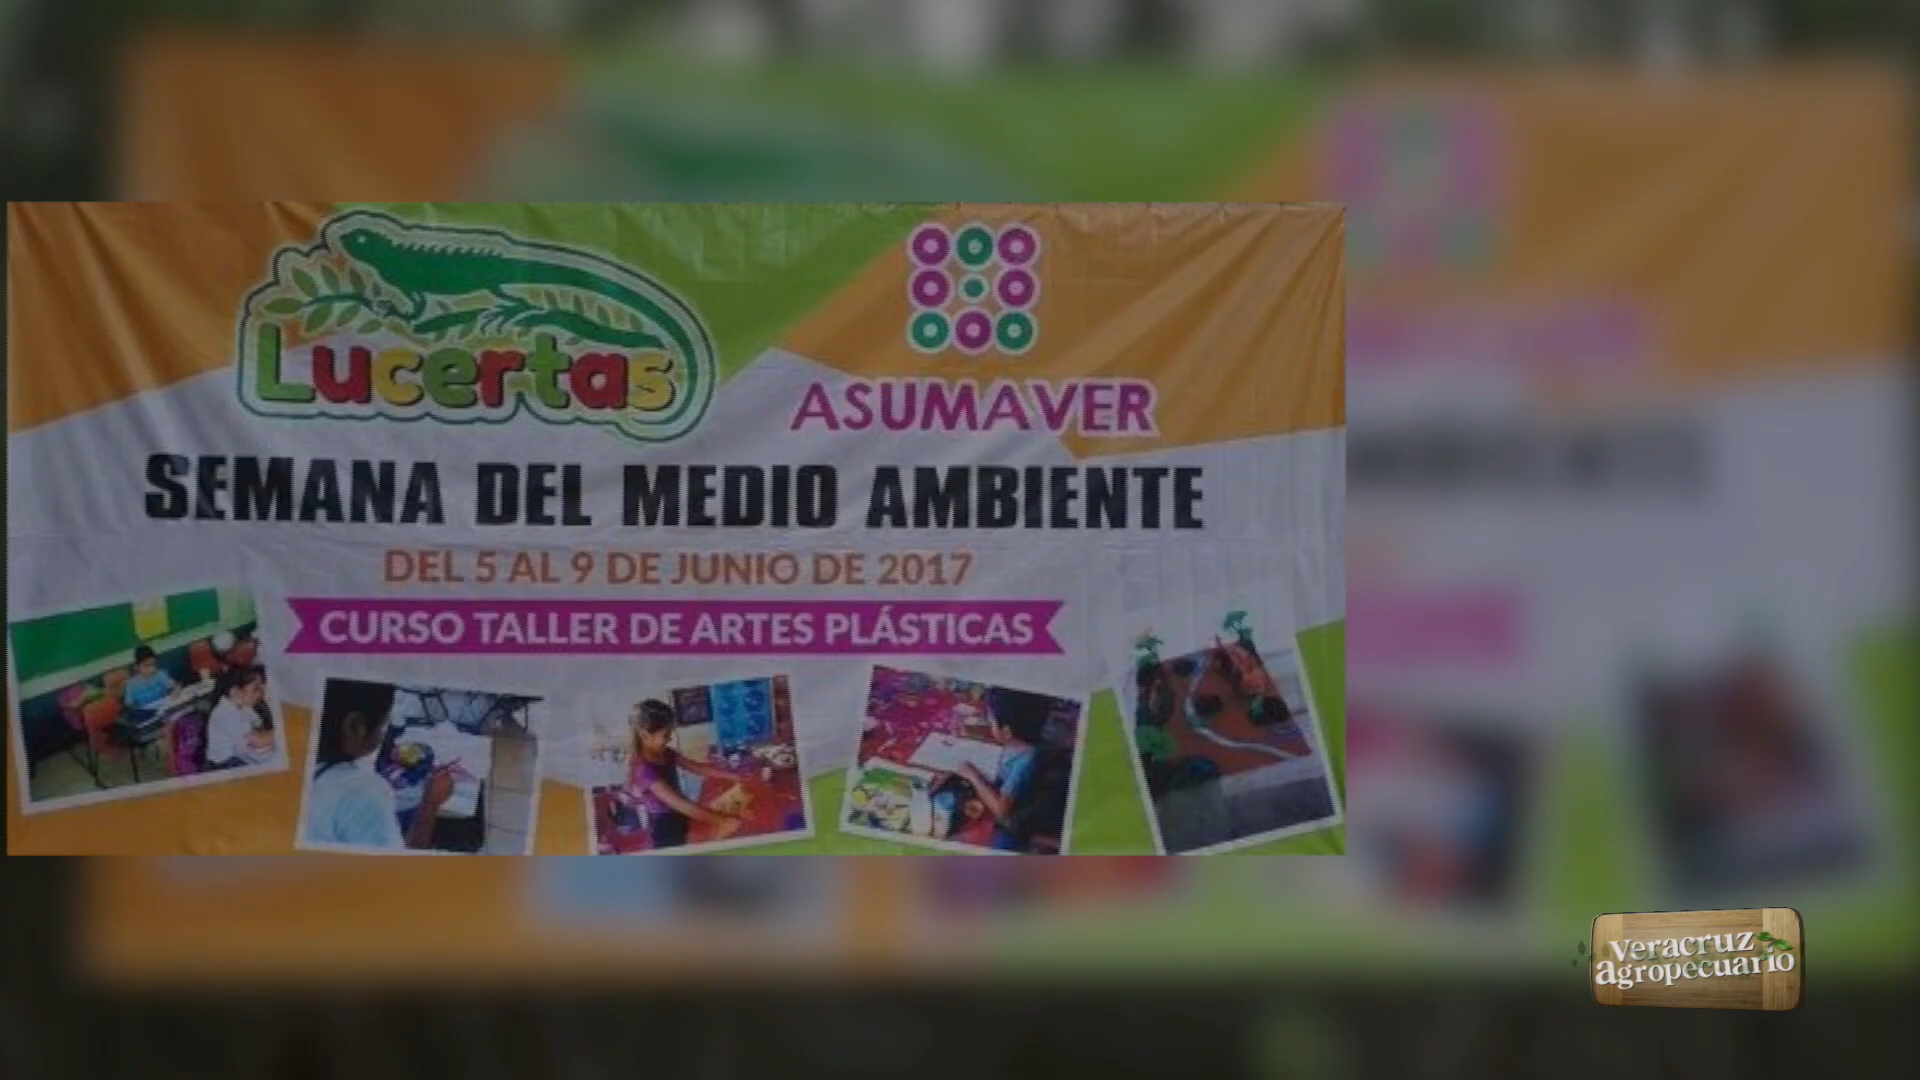 Lucertas
ASUMAVER
SEMANA DEL MEDIO AMBIENTE
DEL 5 AL 9 DE JUNIO DE 2017
CURSO TALLER DE ARTES PLÁSTICAS
veracruz
agropecuario